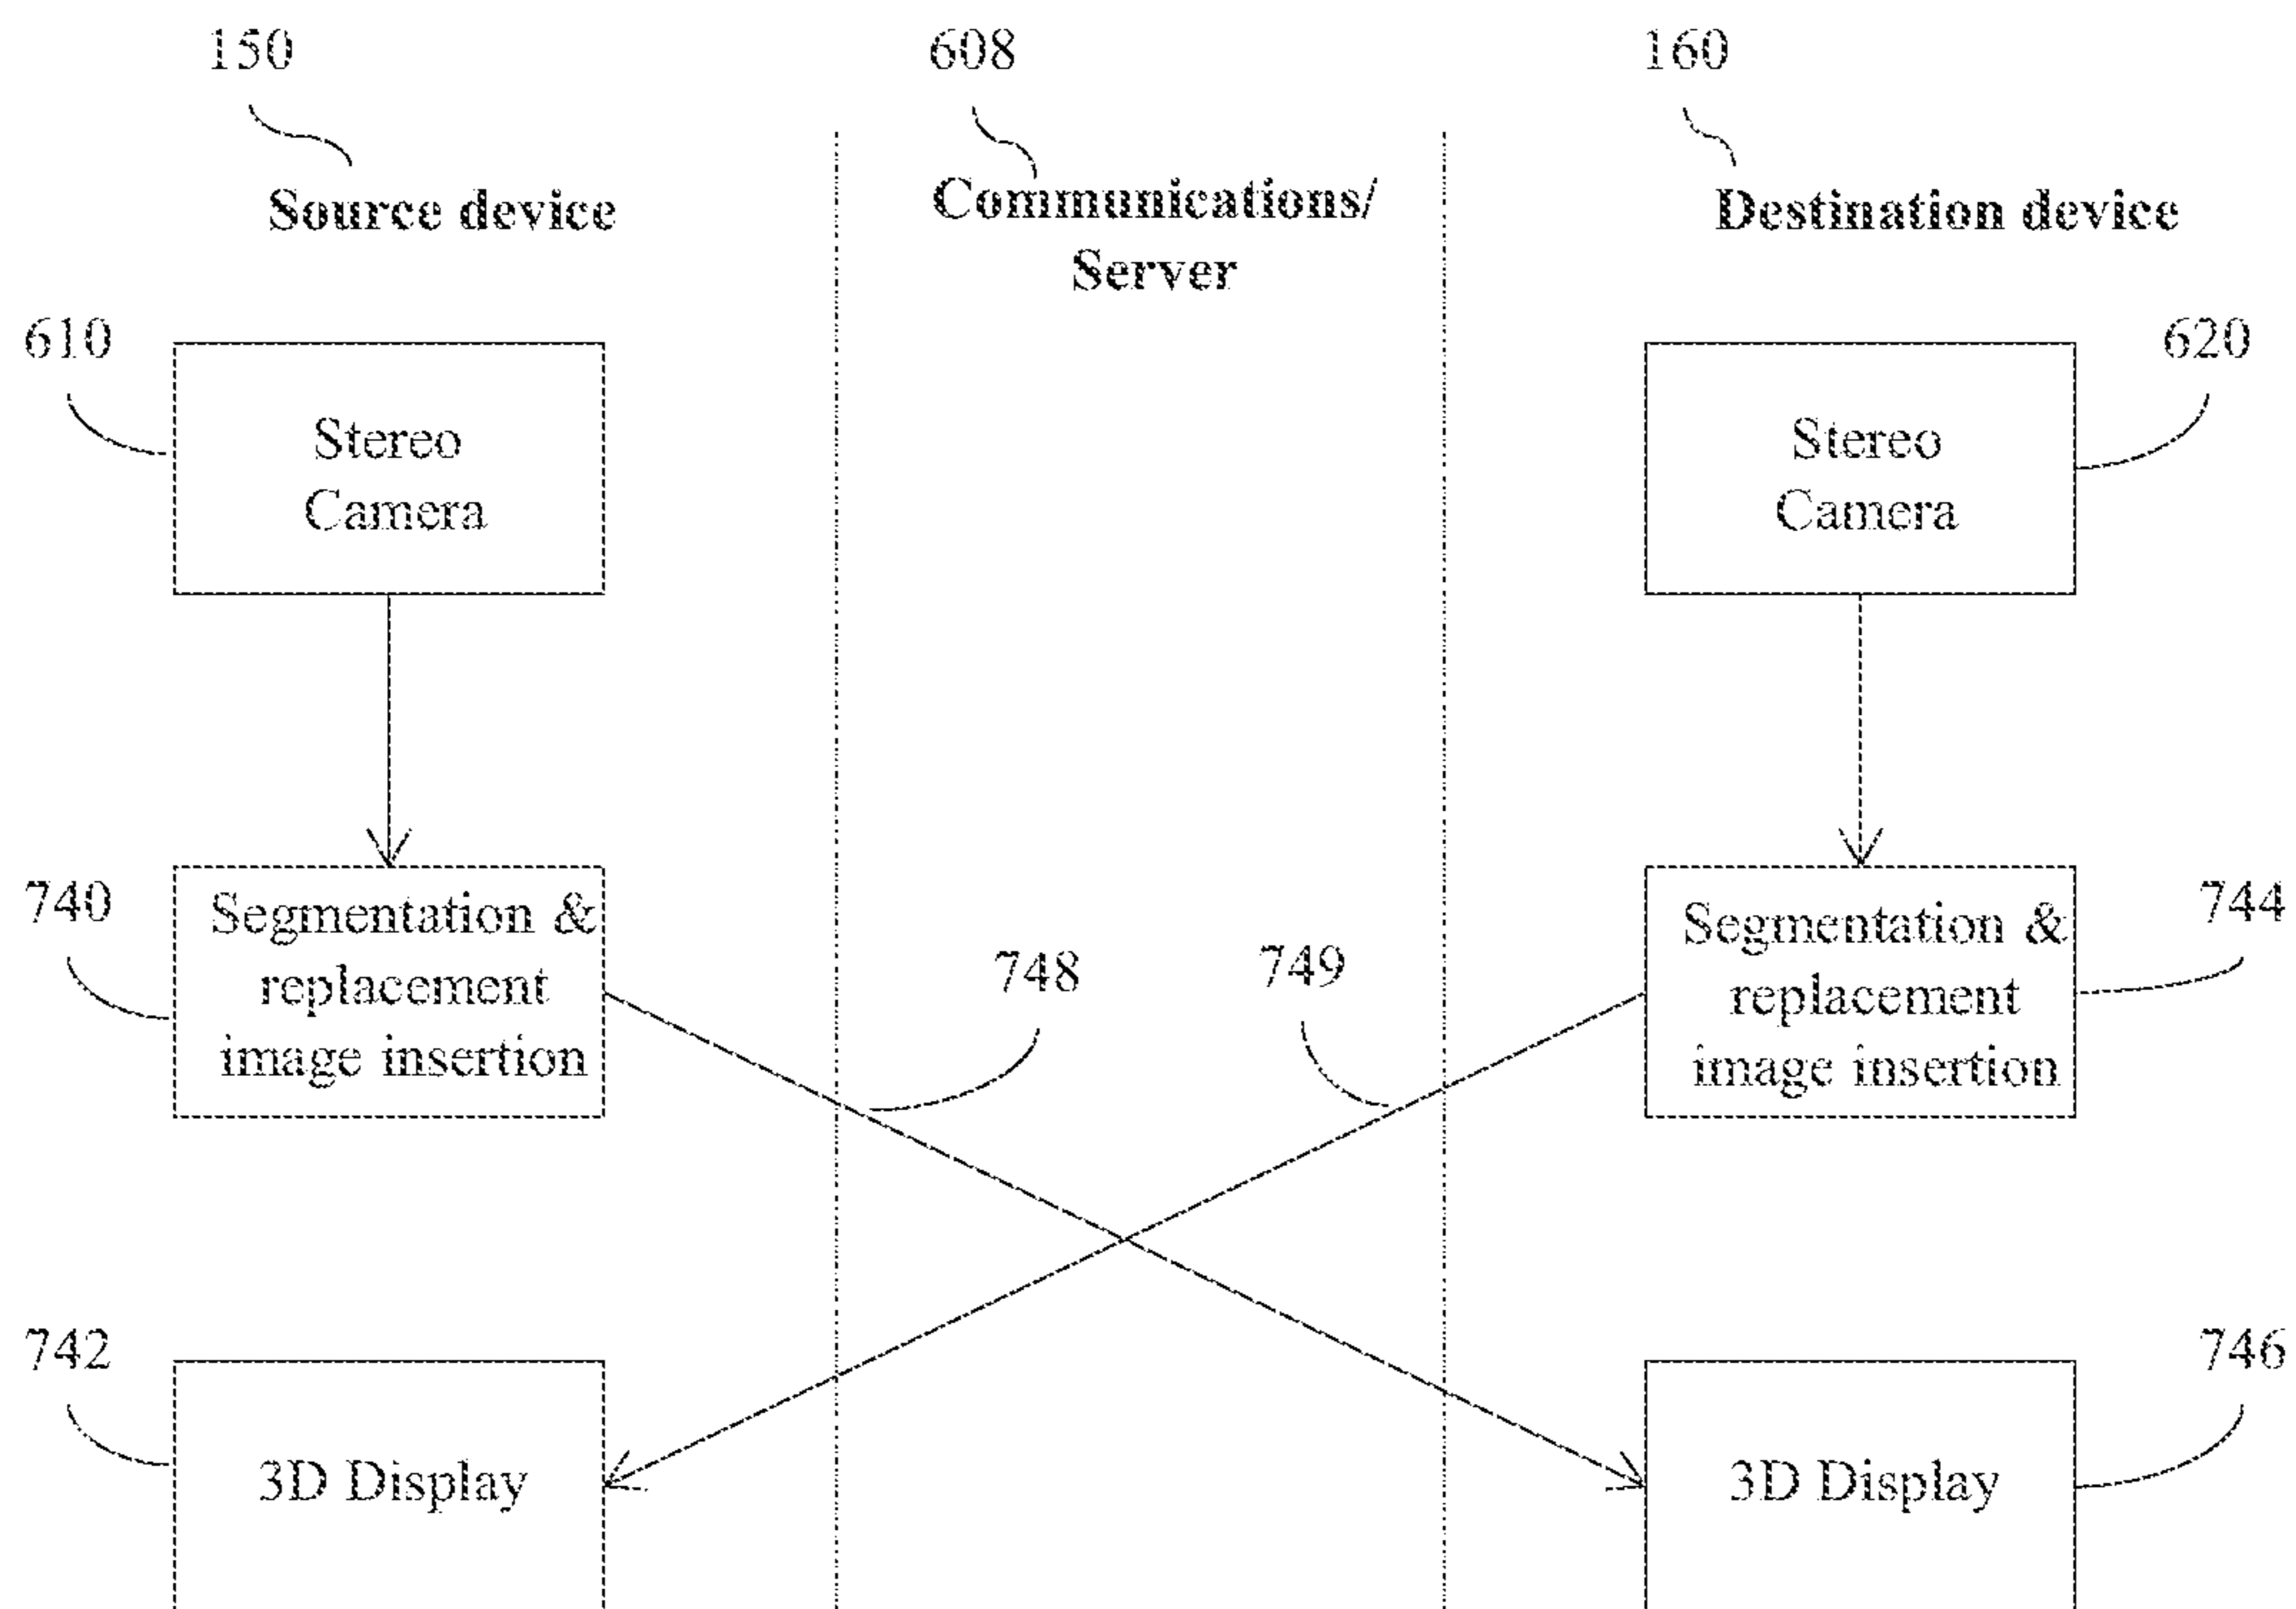 150
608
160
Source device
Communications/
Server
Destination device
610
Stereo
Camera
620
Stereo
Camera
740
Segmentation &
replacement
image insertion
748
749
744
Segmentation &
replacement
image insertion
742
3D Display
746
3D Display